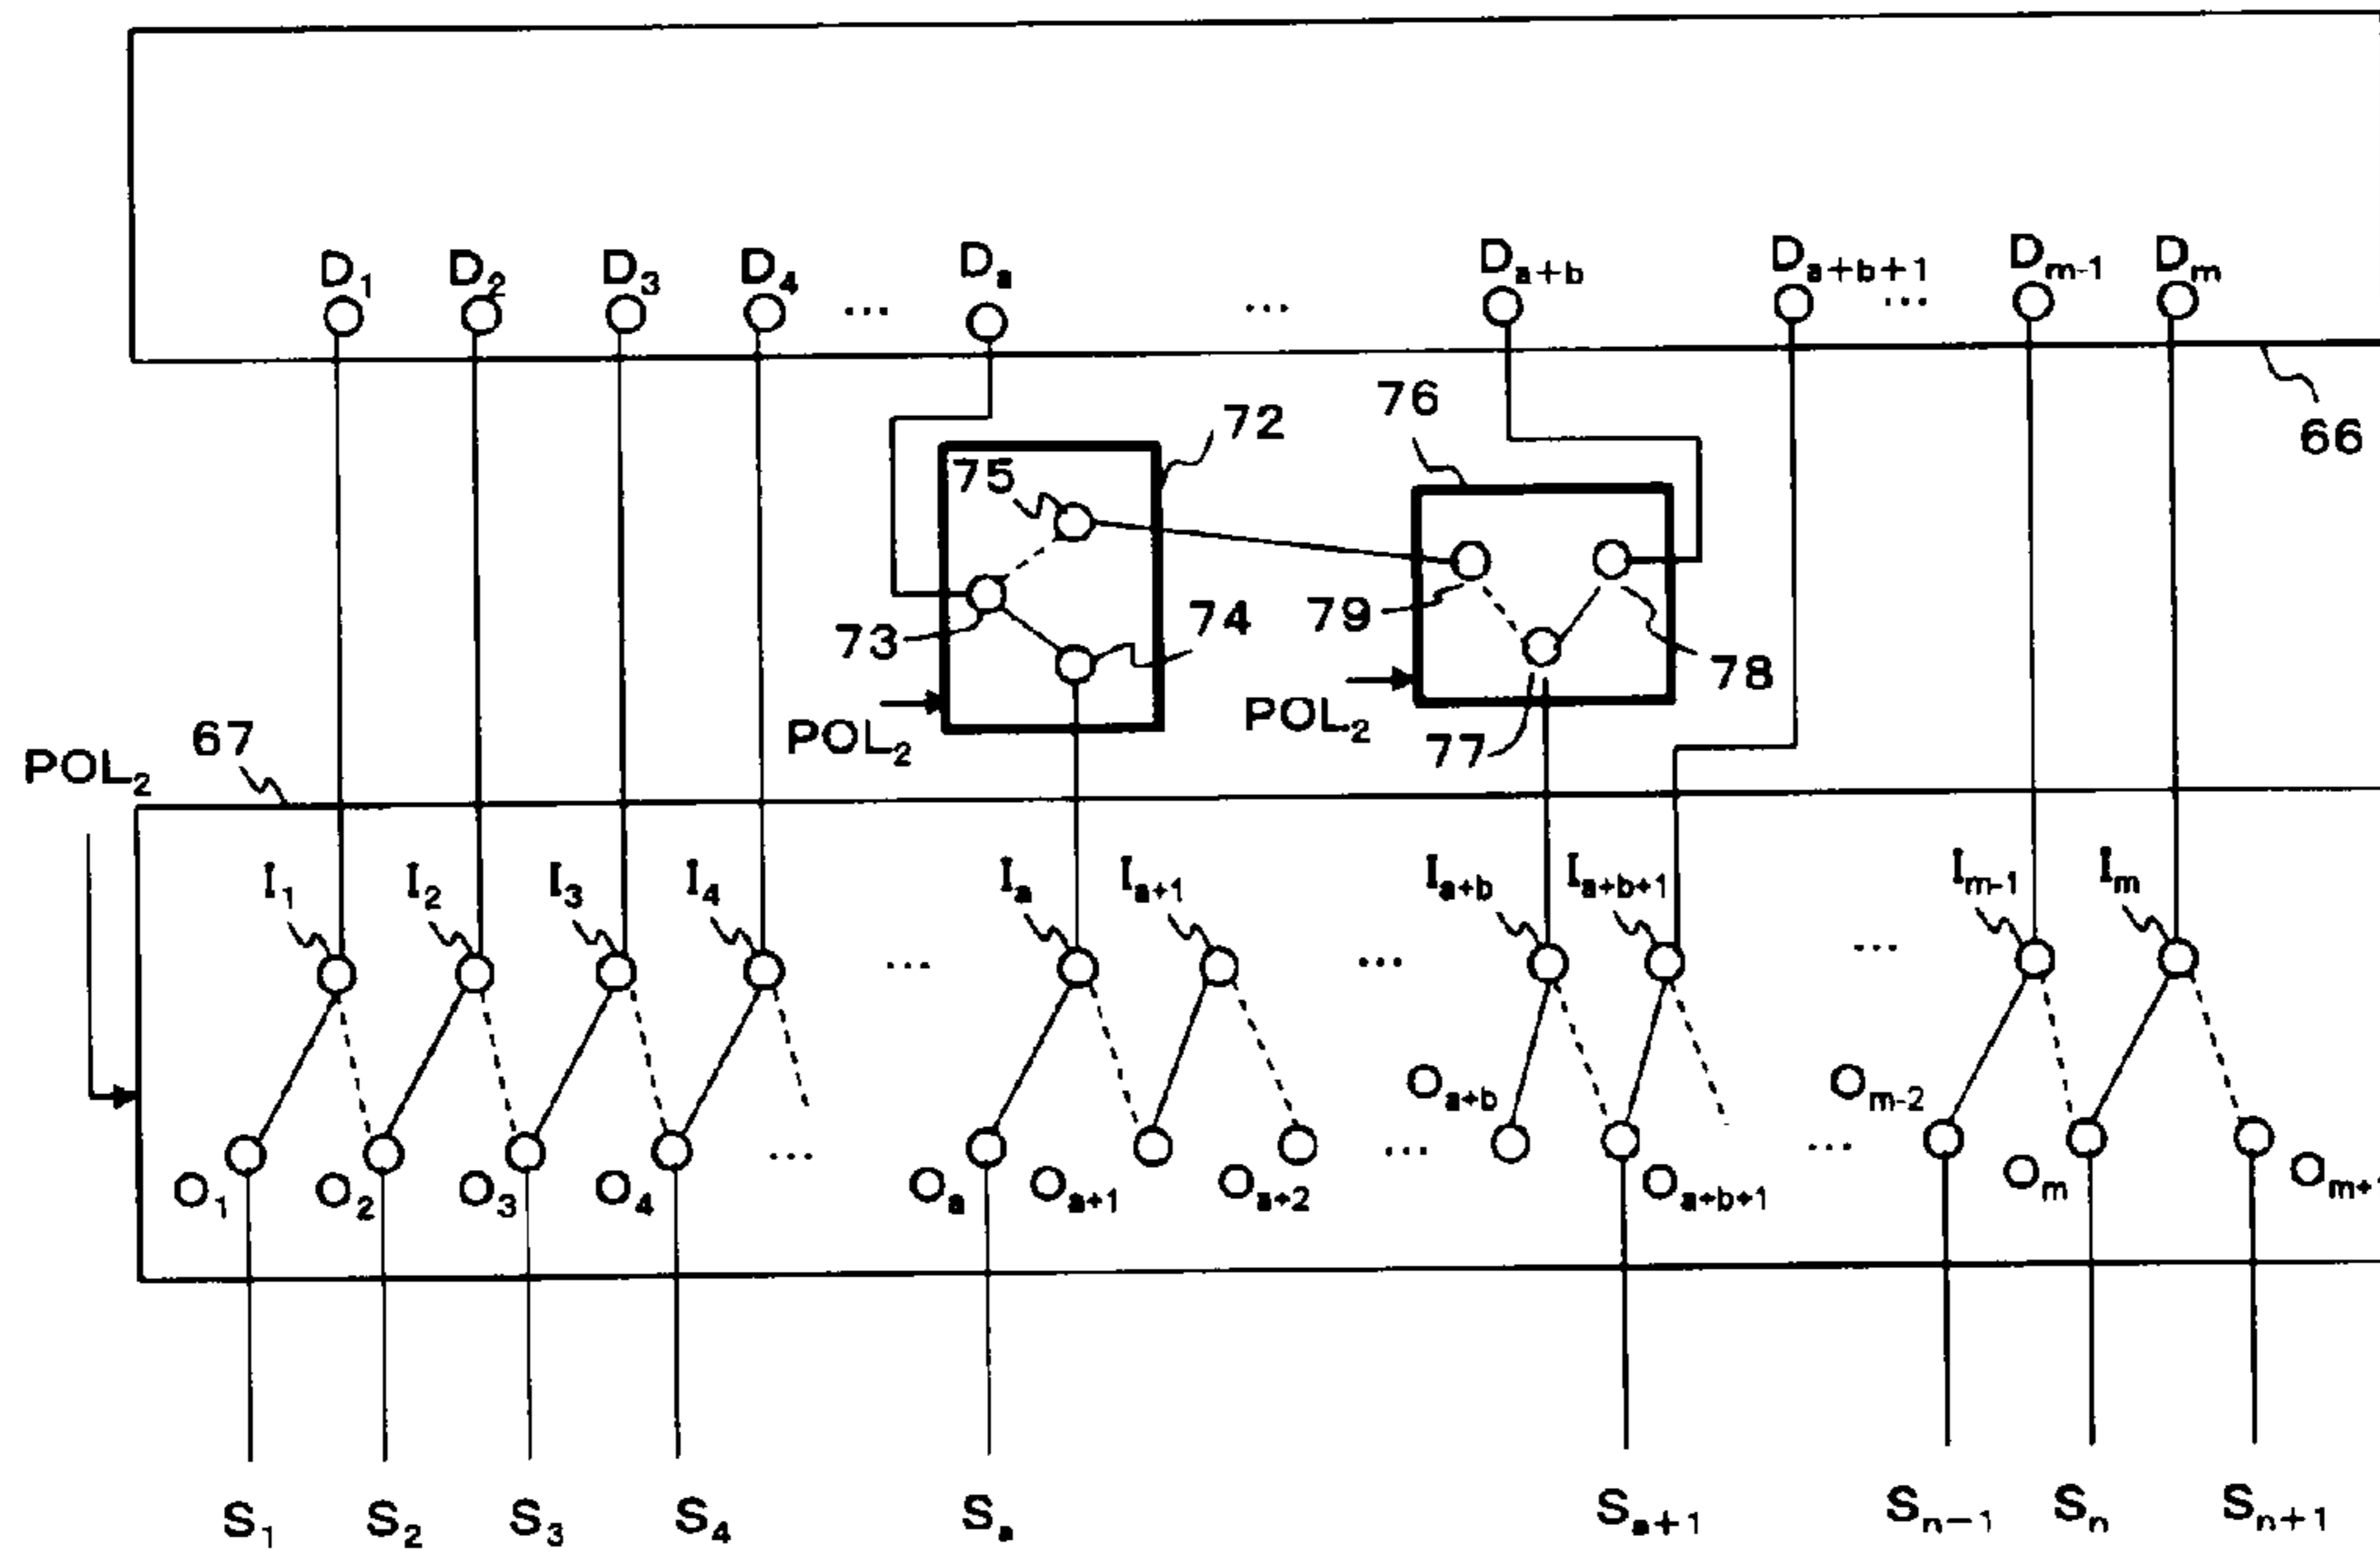 D1 D2 D3 D4 ... Da ... Da+b Da+b+1 ... Dm-1 Dm
66
72
76
75
79
73
74
78
77
POL2
POL2
67
POL2
I1 I2 I3 I4 Ia Ia+1 Ia+b Ia+b+1 Im-1 Im
... ... ...
Oa+b Om-2
... ... ...
O1 O2 O3 O4 Oa Oa+1 Oa+2 Oa+b+1 Om
S1 S2 S3 S4 Sa Sa+1 Sn-1 Sn Sn+1